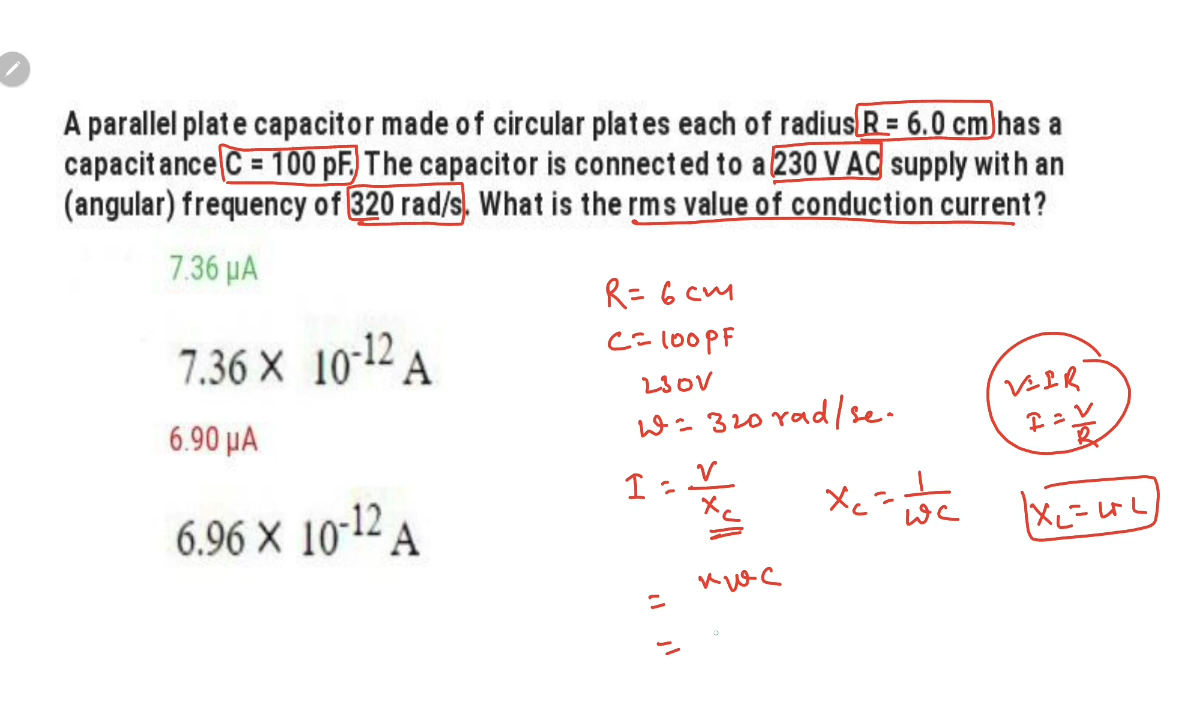 A parallel plate capacitor made of circular plates each of radius R = 6.0 cm has a
capacitance C = 100 pF. The capacitor is connected to a 230 V AC supply with an
(angular) frequency of 320 rad/s. What is the rms value of conduction current?
7.36 μA
7.36 X 10⁻¹² A
6.90 μA
6.96 X 10⁻¹² A
R = 6 cm
C = 100 pF
230V
ω = 320 rad/se.
I = V/Xc
= VωC
=
Xc = 1/ωC
V = IR
I = V/R
X_L = ωL